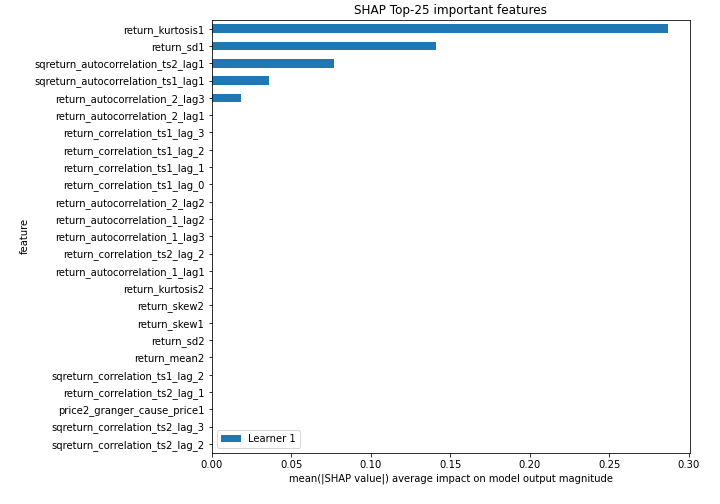 SHAP Top-25 important features
return_kurtosis1
return_sd1
sqreturn_autocorrelation_ts2_lag1
sqreturn_autocorrelation_ts1_lag1
return_autocorrelation_2_lag3
return_autocorrelation_2_lag1
return_correlation_ts1_lag_3
return_correlation_ts1_lag_2
return_correlation_ts1_lag_1
return_correlation_ts1_lag_0
return_autocorrelation_2_lag2
return_autocorrelation_1_lag2
return_autocorrelation_1_lag3
return_correlation_ts2_lag_2
return_autocorrelation_1_lag1
return_kurtosis2
return_skew2
return_skew1
return_sd2
return_mean2
sqreturn_correlation_ts1_lag_2
return_correlation_ts2_lag_1
price2_granger_cause_price1
sqreturn_correlation_ts2_lag_3
sqreturn_correlation_ts2_lag_2
feature
Learner 1
0.00 0.05 0.10 0.15 0.20 0.25 0.30
mean(|SHAP value|) average impact on model output magnitude